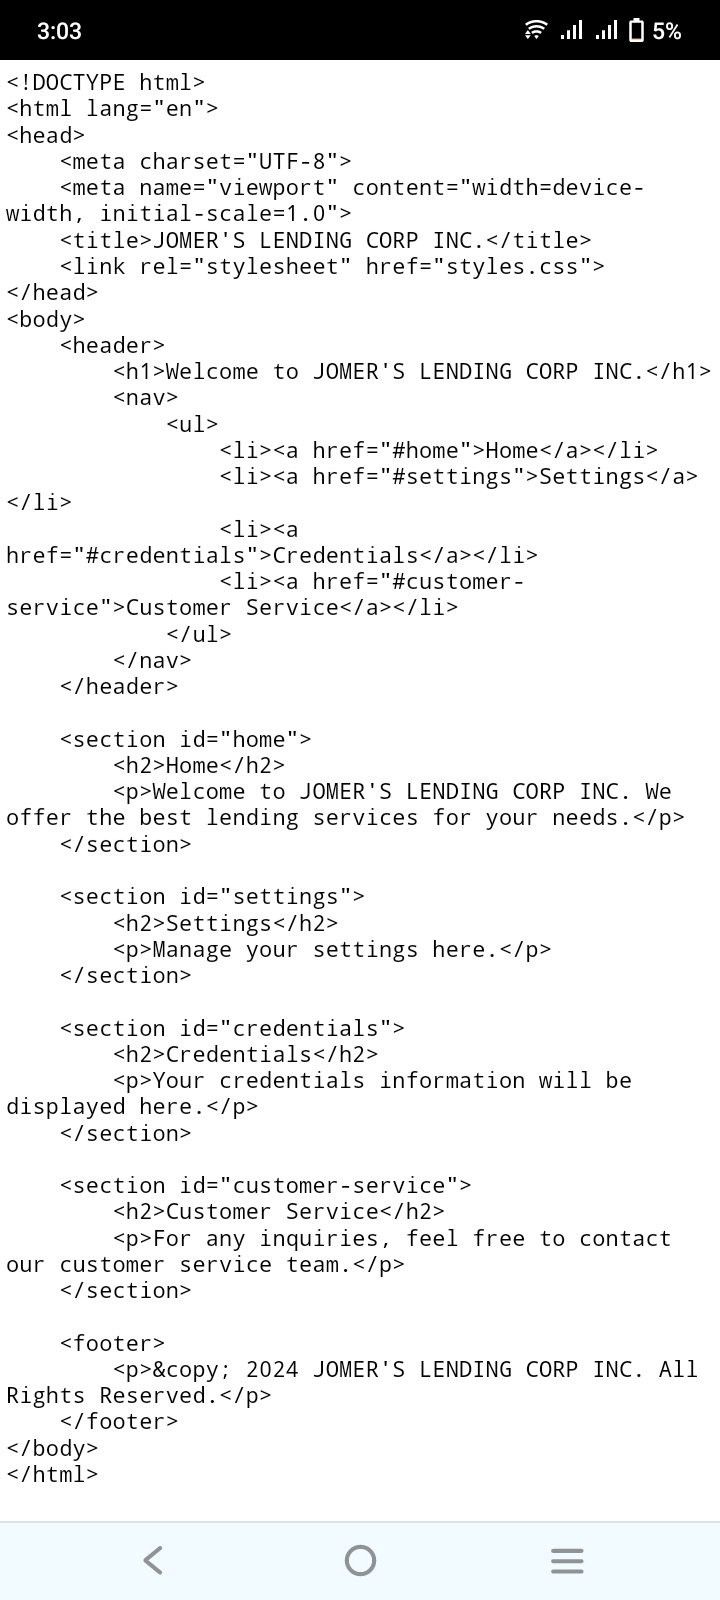 3:03 5%
<!DOCTYPE html>
<html lang="en">
<head>
    <meta charset="UTF-8">
    <meta name="viewport" content="width=device-
width, initial-scale=1.0">
    <title>JOMER'S LENDING CORP INC.</title>
    <link rel="stylesheet" href="styles.css">
</head>
<body>
    <header>
        <h1>Welcome to JOMER'S LENDING CORP INC.</h1>
        <nav>
            <ul>
                <li><a href="#home">Home</a></li>
                <li><a href="#settings">Settings</a>
</li>
                <li><a
href="#credentials">Credentials</a></li>
                <li><a href="#customer-
service">Customer Service</a></li>
            </ul>
        </nav>
    </header>

    <section id="home">
        <h2>Home</h2>
        <p>Welcome to JOMER'S LENDING CORP INC. We
offer the best lending services for your needs.</p>
    </section>

    <section id="settings">
        <h2>Settings</h2>
        <p>Manage your settings here.</p>
    </section>

    <section id="credentials">
        <h2>Credentials</h2>
        <p>Your credentials information will be
displayed here.</p>
    </section>

    <section id="customer-service">
        <h2>Customer Service</h2>
        <p>For any inquiries, feel free to contact
our customer service team.</p>
    </section>

    <footer>
        <p>&copy; 2024 JOMER'S LENDING CORP INC. All
Rights Reserved.</p>
    </footer>
</body>
</html>